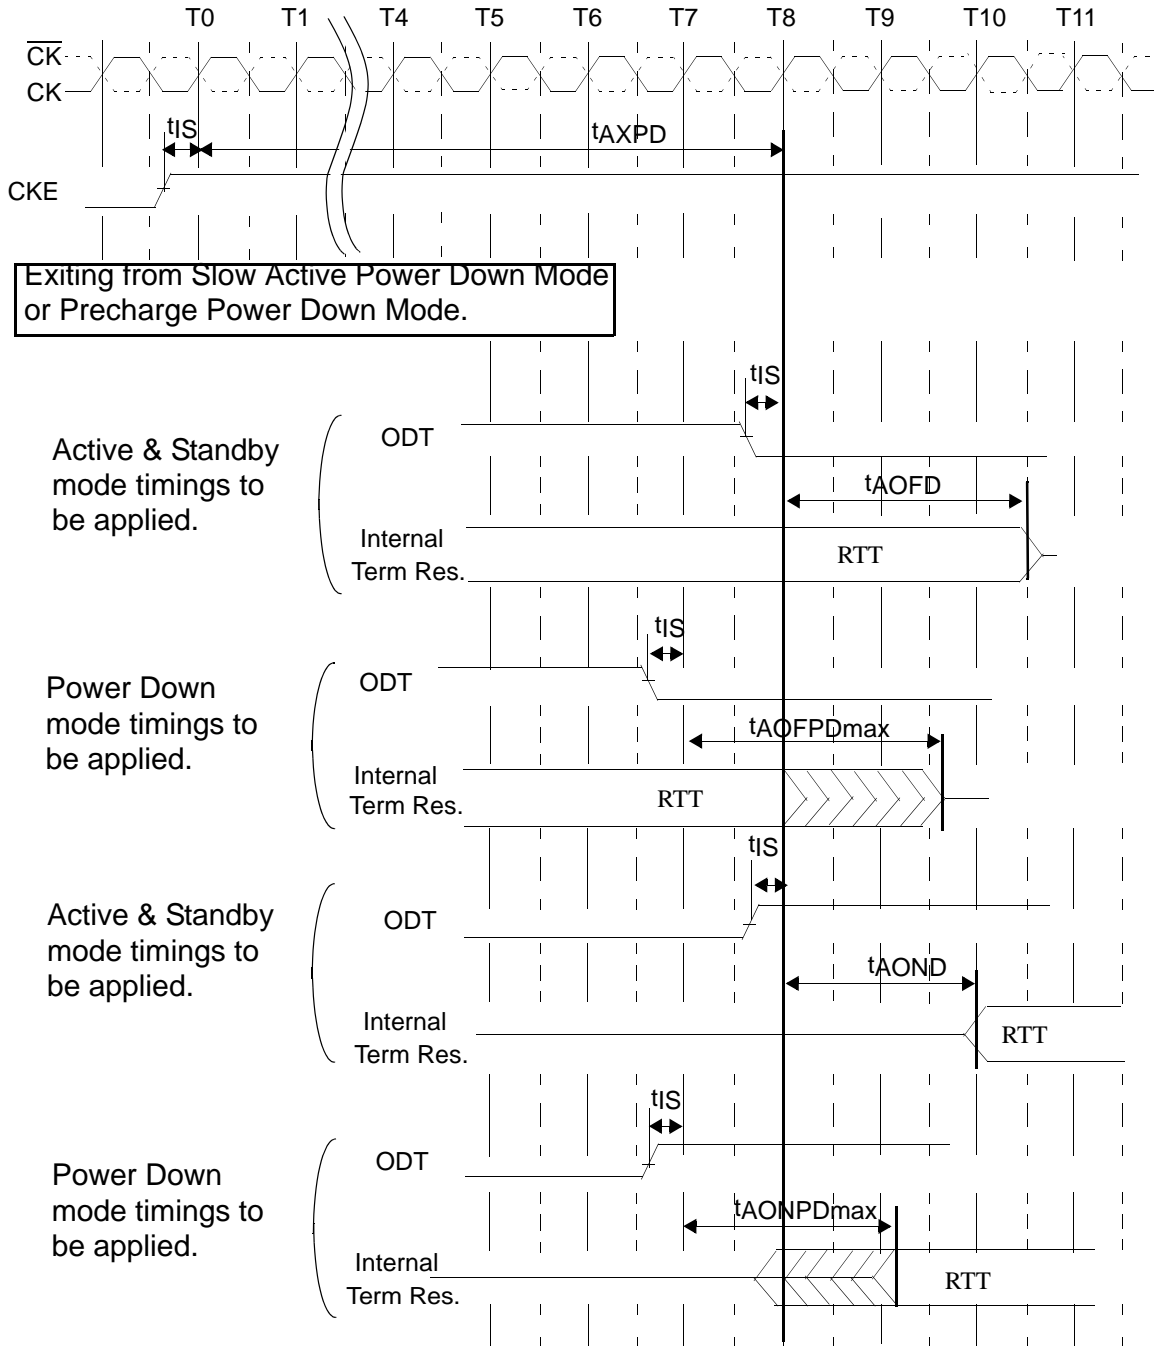 T0 T1 T4 T5 T6 T7 T8 T9 T10 T11
CK
CK
tIS
tAXPD
CKE
Exiting from Slow Active Power Down Mode
or Precharge Power Down Mode.
tIS
ODT
Active & Standby
mode timings to
be applied.
tAOFD
Internal
Term Res.
RTT
tIS
ODT
Power Down
mode timings to
be applied.
tAOFPDmax
Internal
Term Res.
RTT
tIS
ODT
Active & Standby
mode timings to
be applied.
tAOND
Internal
Term Res.
RTT
tIS
ODT
Power Down
mode timings to
be applied.
tAONPDmax
Internal
Term Res.
RTT